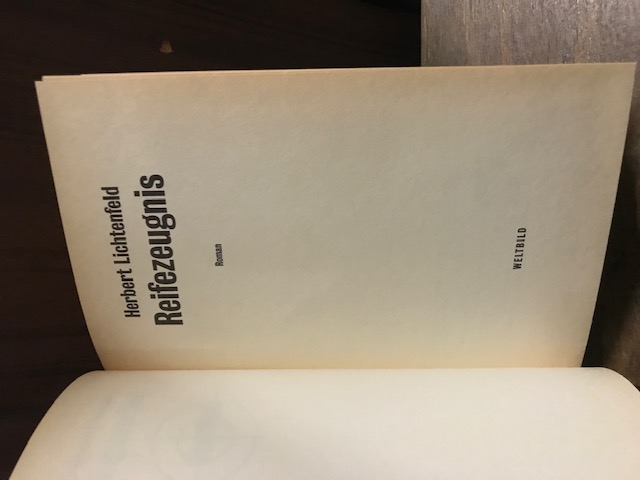 Herbert Lichtenfeld
Reifezeugnis
Roman
WELTBILD